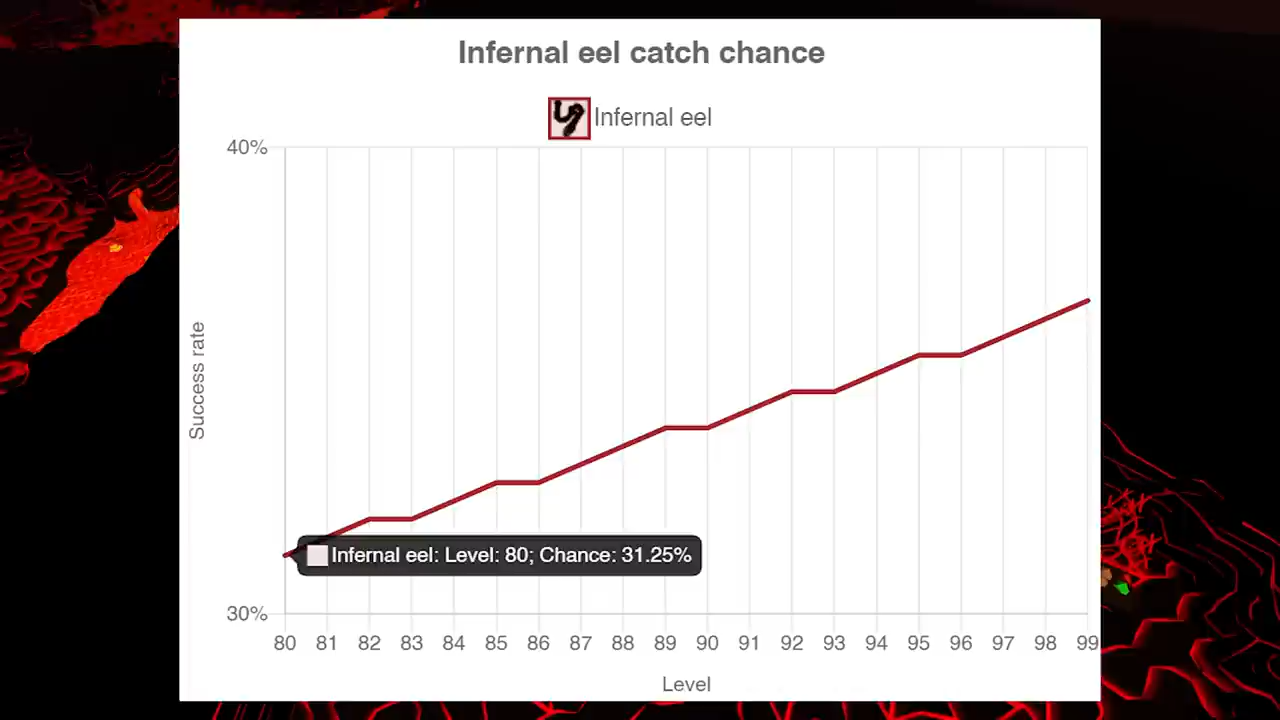 Infernal eel catch chance
Infernal eel
40%
Success rate
Infernal eel: Level: 80; Chance: 31.25%
30%
80 81 82 83 84 85 86 87 88 89 90 91 92 93 94 95 96 97 98 99
Level